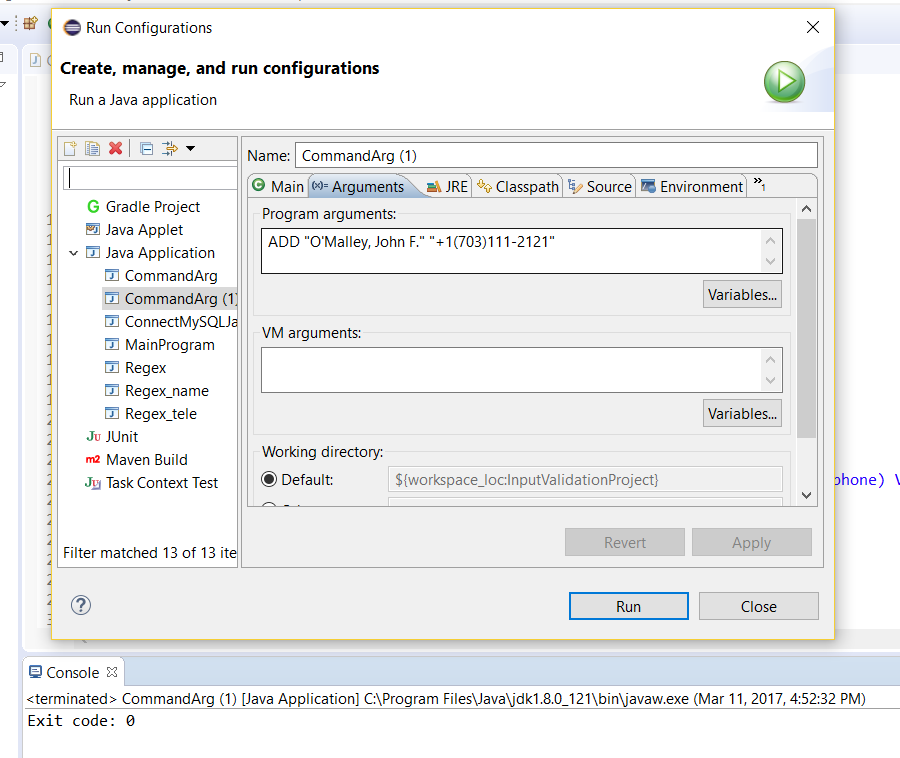 Run Configurations
Create, manage, and run configurations
Run a Java application
Name: CommandArg (1)
Main (x)= Arguments JRE Classpath Source Environment »1
Gradle Project
Java Applet
Java Application
CommandArg
CommandArg (1)
ConnectMySQLJa
MainProgram
Regex
Regex_name
Regex_tele
JUnit
Maven Build
Task Context Test
Filter matched 13 of 13 ite
Program arguments:
ADD "O'Malley, John F." "+1(703)111-2121"
Variables...
VM arguments:
Variables...
Working directory:
Default: ${workspace_loc:InputValidationProject}
Revert Apply
Run Close
phone) V
Console
<terminated> CommandArg (1) [Java Application] C:\Program Files\Java\jdk1.8.0_121\bin\javaw.exe (Mar 11, 2017, 4:52:32 PM)
Exit code: 0